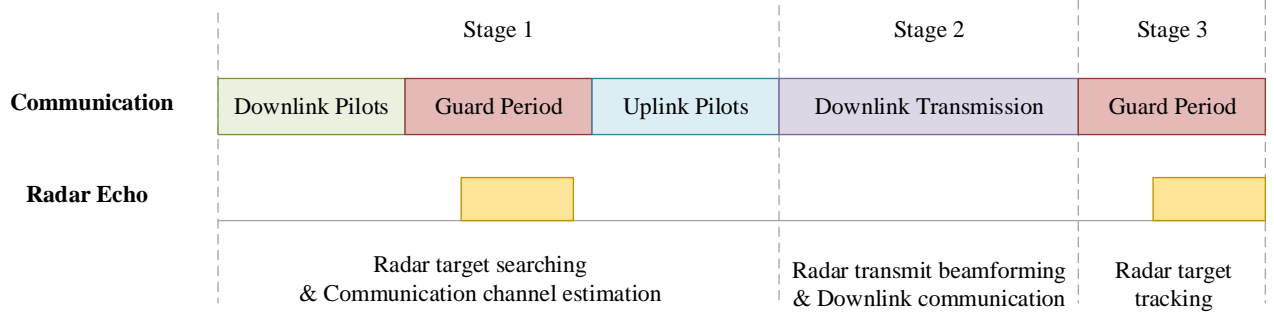 Stage 1
Stage 2
Stage 3
Communication
Downlink Pilots
Guard Period
Uplink Pilots
Downlink Transmission
Guard Period
Radar Echo
Radar target searching
& Communication channel estimation
Radar transmit beamforming
& Downlink communication
Radar target
tracking